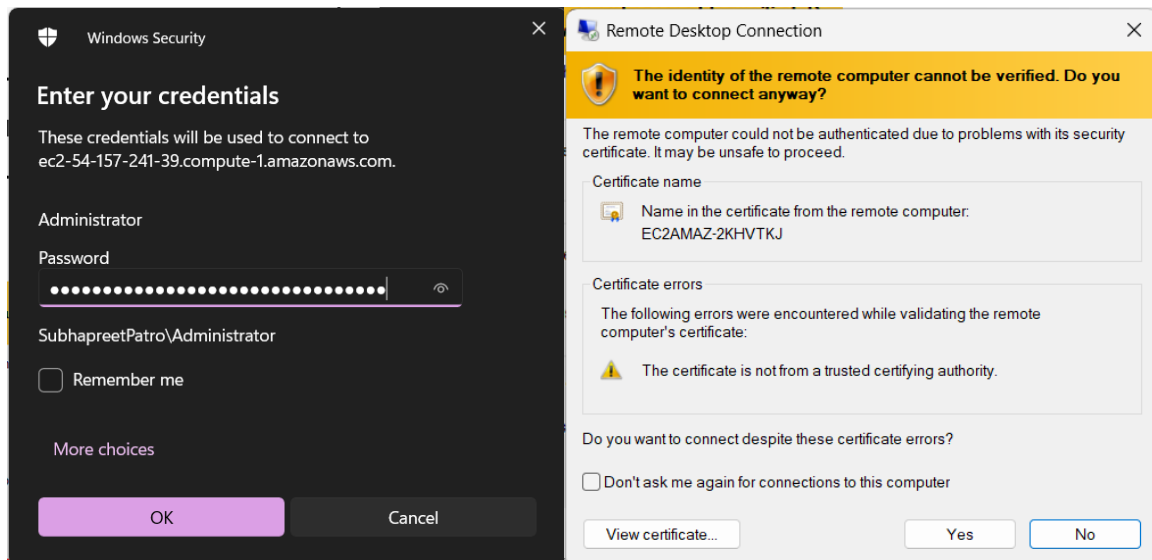 Windows Security
Enter your credentials
These credentials will be used to connect to
ec2-54-157-241-39.compute-1.amazonaws.com.
Administrator
Password
SubhapreetPatro\Administrator
Remember me
More choices
OK
Cancel
Remote Desktop Connection
The identity of the remote computer cannot be verified. Do you
want to connect anyway?
The remote computer could not be authenticated due to problems with its security
certificate. It may be unsafe to proceed.
Certificate name
Name in the certificate from the remote computer:
EC2AMAZ-2KHVTKJ
Certificate errors
The following errors were encountered while validating the remote
computer's certificate:
The certificate is not from a trusted certifying authority.
Do you want to connect despite these certificate errors?
Don't ask me again for connections to this computer
View certificate...
Yes
No